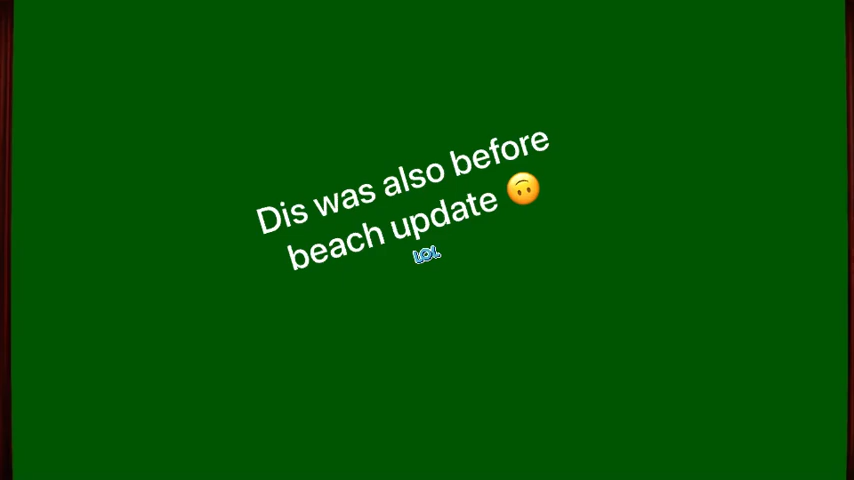 Dis was also before
beach update 🙃
LOL